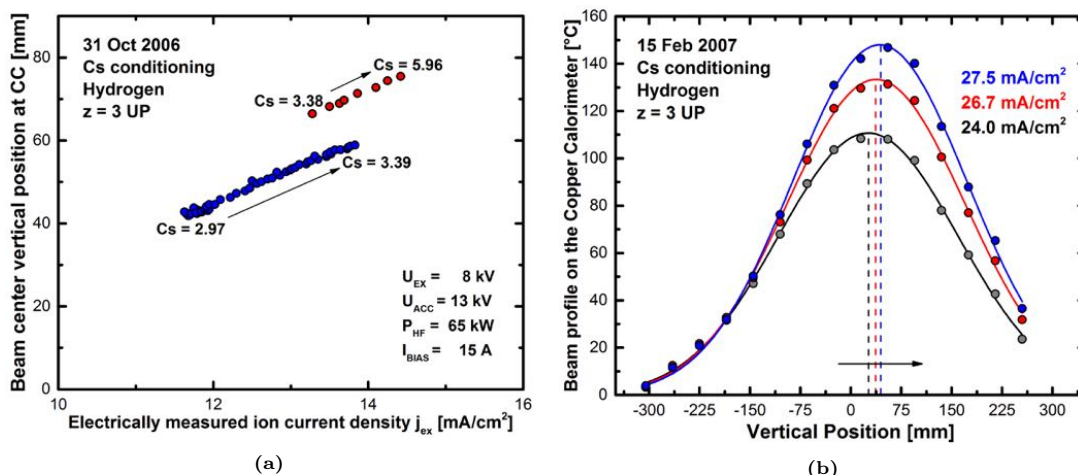 (a)
80
60
40
20
0
10
12
14
16
Beam center vertical position at CC [mm]
31 Oct 2006
Cs conditioning
Hydrogen
z = 3 UP
Cs = 5.96
Cs = 3.38
Cs = 3.39
Cs = 2.97
U_EX = 8 kV
U_ACC = 13 kV
P_HF = 65 kW
I_BIAS = 15 A
Electrically measured ion current density j_ex [mA/cm²]
(a)
(b)
160
140
120
100
80
60
40
20
0
-300
-225
-150
-75
0
75
150
225
300
Beam profile on the Copper Calorimeter [°C]
15 Feb 2007
Cs conditioning
Hydrogen
z = 3 UP
27.5 mA/cm²
26.7 mA/cm²
24.0 mA/cm²
Vertical Position [mm]
(b)